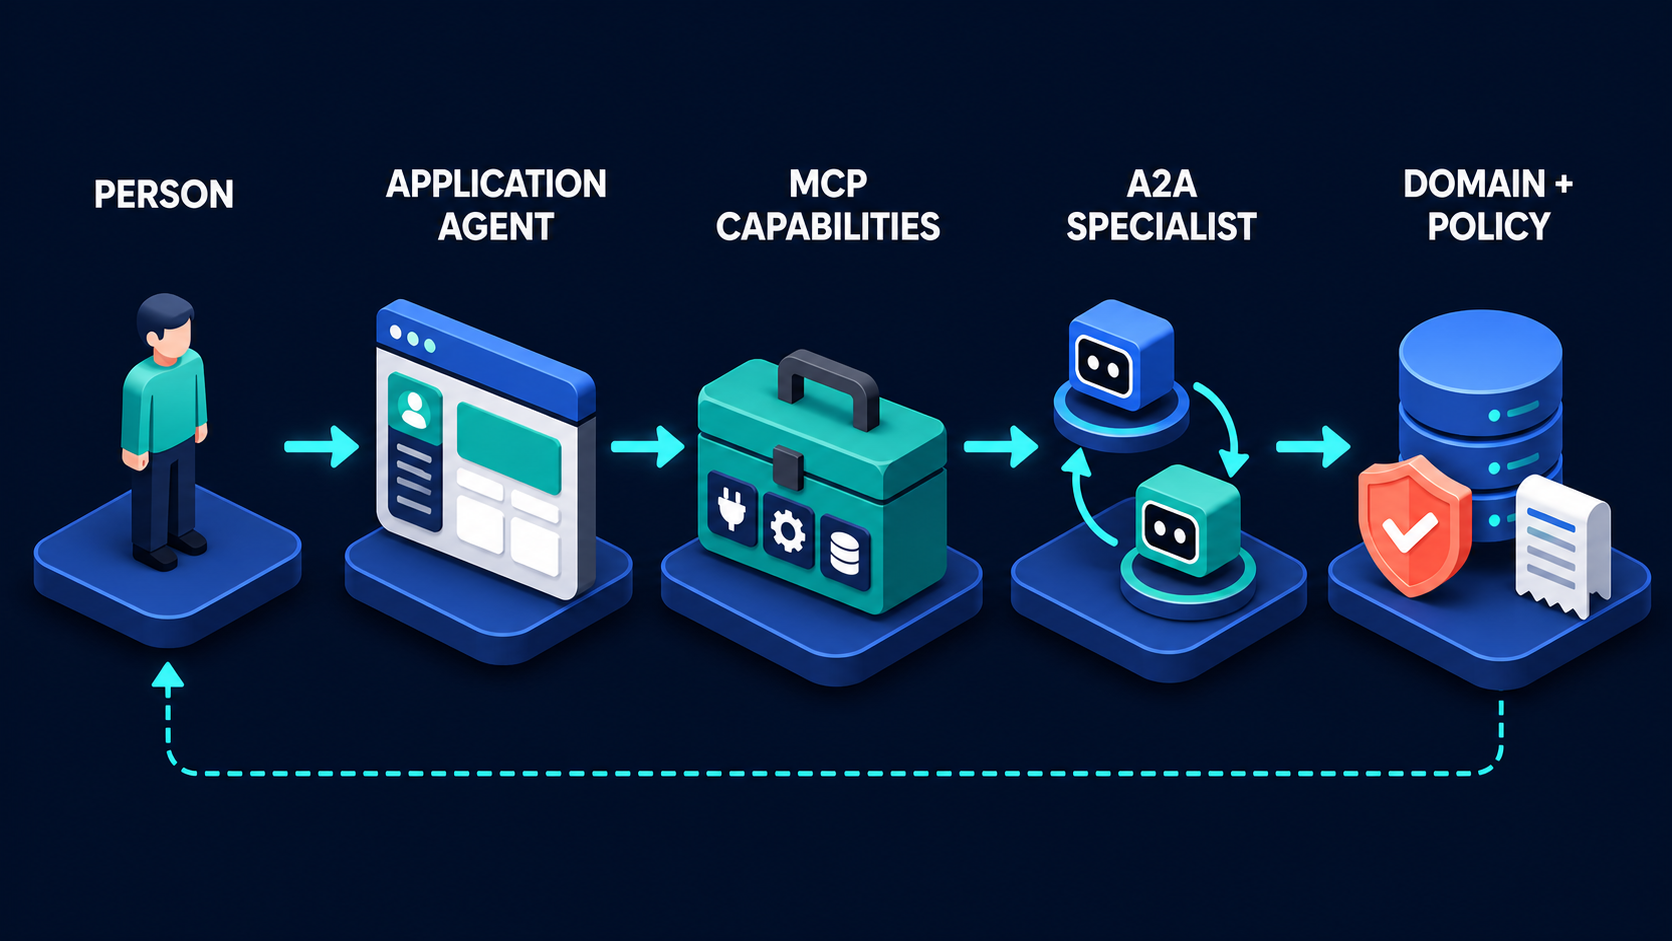 PERSON
APPLICATION
AGENT
MCP
CAPABILITIES
A2A
SPECIALIST
DOMAIN +
POLICY